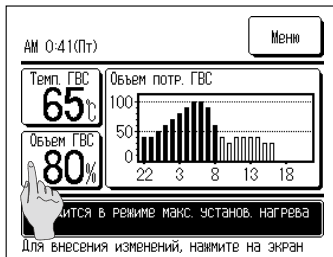 AM 0:41(Пт)
Меню
Темп. ГВС
65℃
Объем ГВС
80%
Объем потр. ГВС
100
50
0
22 3 8 13 18
в режиме макс. установ. нагрева
Для внесения изменений, нажмите на экран